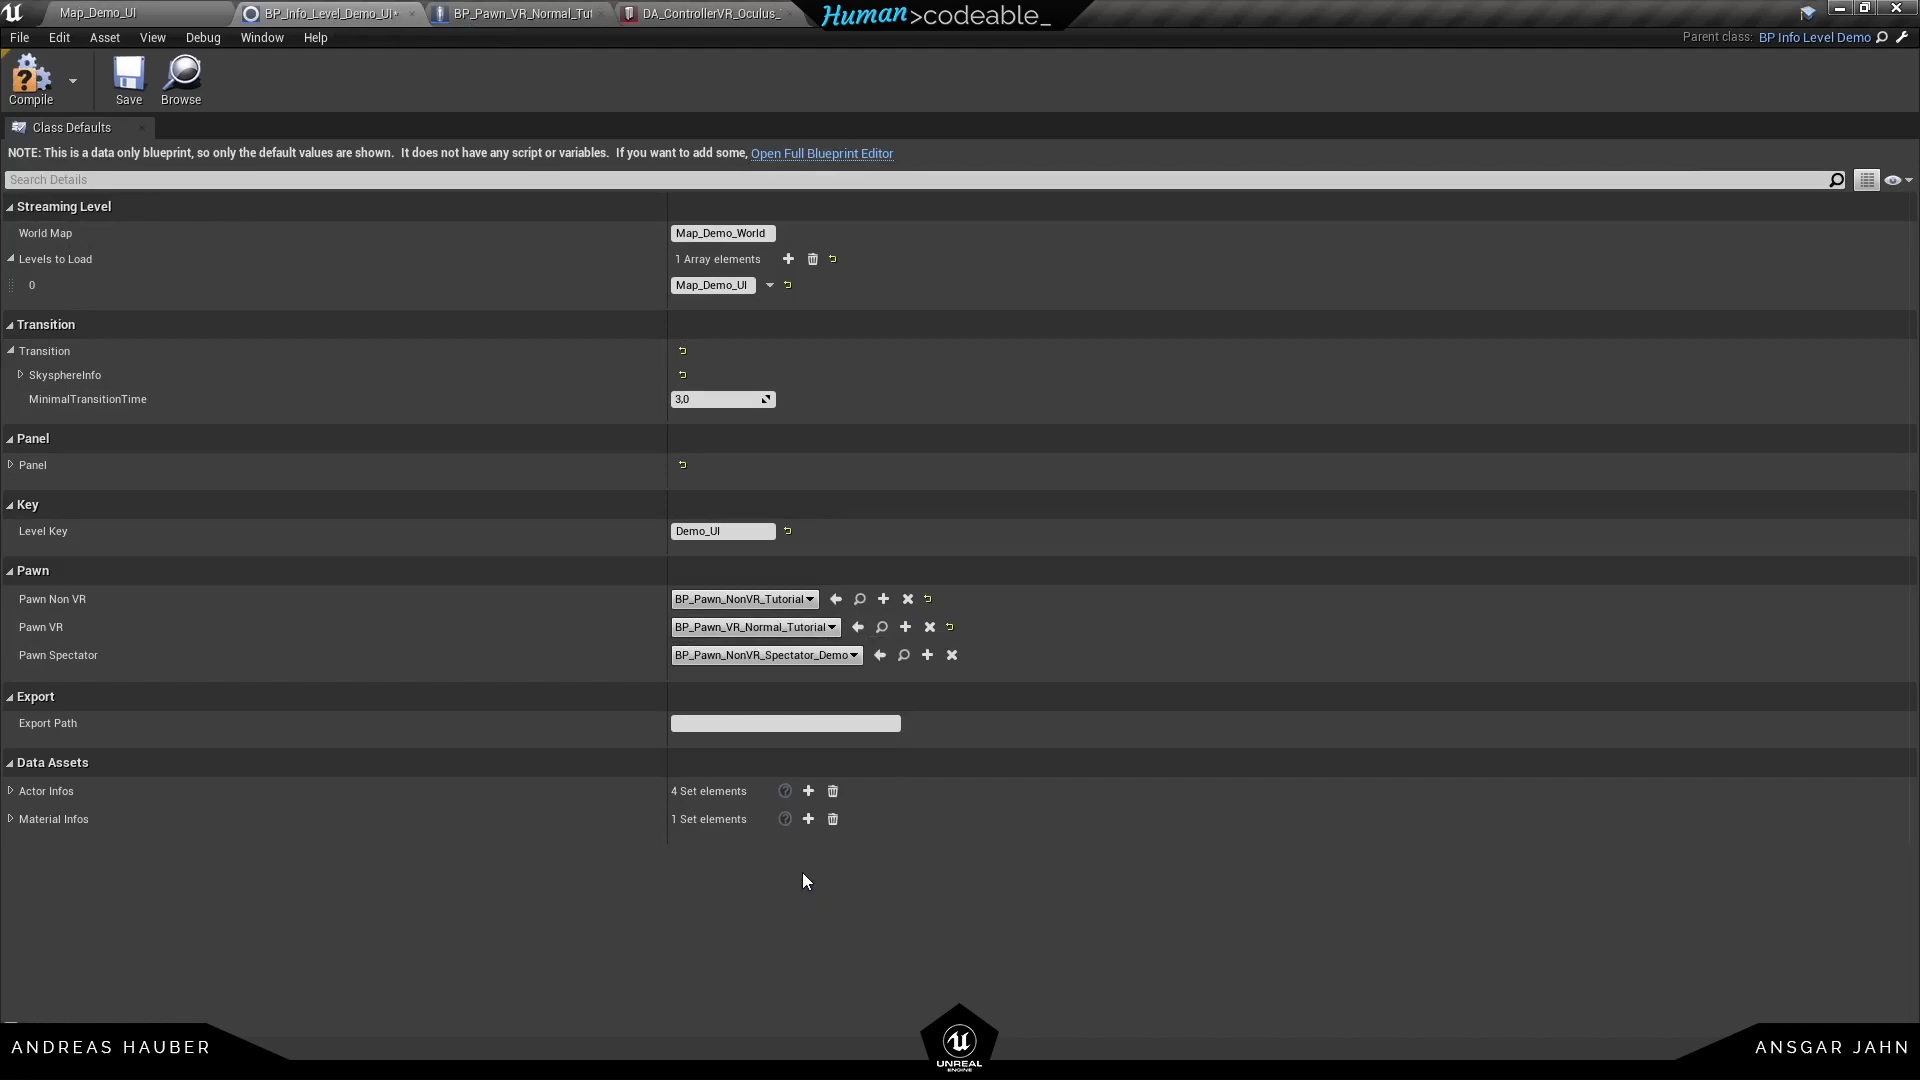 Map_Demo_UI
BP_Info_Level_Demo_UI*
BP_Pawn_VR_Normal_Tut
DA_ControllerVR_Oculus_
Human>codeable_
File Edit Asset View Debug Window Help
Parent class: BP Info Level Demo
Compile
Save
Browse
Class Defaults
NOTE: This is a data only blueprint, so only the default values are shown. It does not have any script or variables. If you want to add some, Open Full Blueprint Editor
Search Details
Streaming Level
World Map Map_Demo_World
Levels to Load 1 Array elements
0 Map_Demo_UI
Transition
Transition
SkysphereInfo
MinimalTransitionTime 3,0
Panel
Panel
Key
Level Key Demo_UI
Pawn
Pawn Non VR BP_Pawn_NonVR_Tutorial
Pawn VR BP_Pawn_VR_Normal_Tutorial
Pawn Spectator BP_Pawn_NonVR_Spectator_Demo
Export
Export Path
Data Assets
Actor Infos 4 Set elements
Material Infos 1 Set elements
ANDREAS HAUBER
UNREAL
ENGINE
ANSGAR JAHN